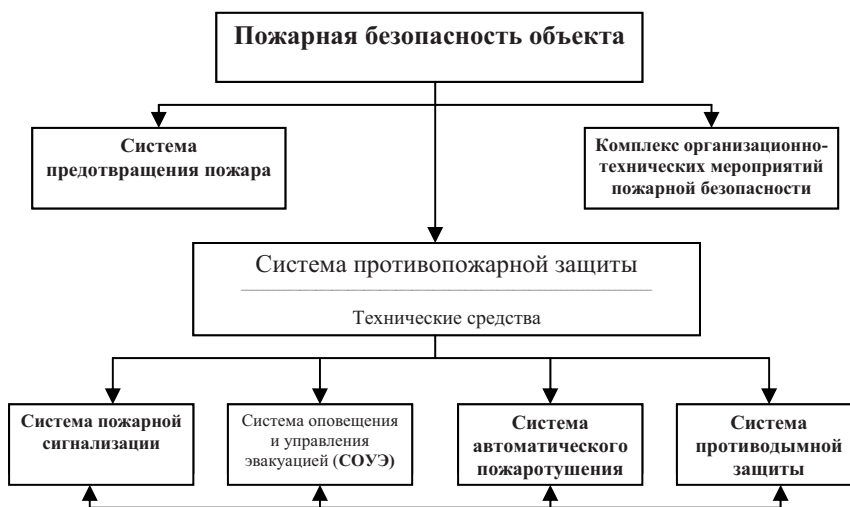 Пожарная безопасность объекта
Система
предотвращения пожара
Комплекс организационно-
технических мероприятий
пожарной безопасности
Система противопожарной защиты
Технические средства
Система пожарной
сигнализации
Система оповещения
и управления
эвакуацией (СОУЭ)
Система
автоматического
пожаротушения
Система
противодымной
защиты